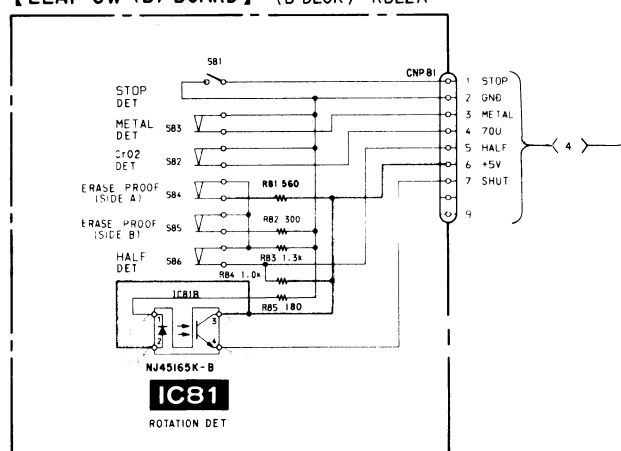 【LEAF SW (B) BOARD】 (B DECK) RBLLX
S81
CNP81
STOP
DET
METAL
DET
S83
CrO2
DET
S82
ERASE PROOF
(SIDE A)
S84
ERASE PROOF
(SIDE B)
S85
HALF
DET
S86
1 STOP
2 GND
3 METAL
4 70U
5 HALF
6 +5V
7 SHUT
9
4
R81 560
R82 300
R83 1.3k
R84 1.0k
R85 180
IC81B
1
2
3
4
NJ45165K-B
IC81
ROTATION DET